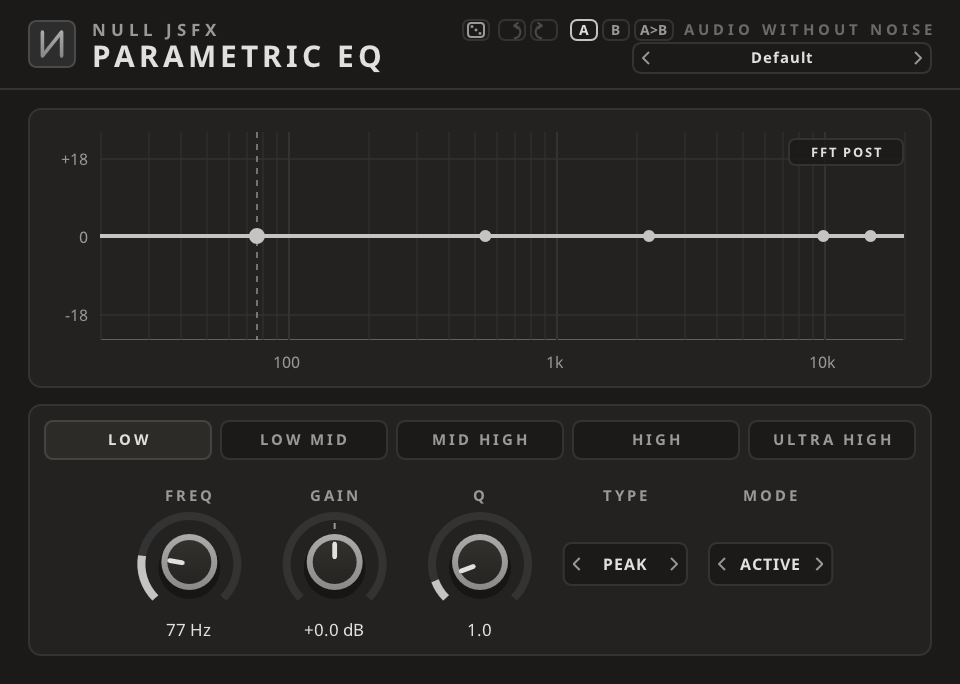 NULL JSFX
PARAMETRIC EQ
A B A>B AUDIO WITHOUT NOISE
Default
FFT POST
+18
0
-18
100 1k 10k
LOW LOW MID MID HIGH HIGH ULTRA HIGH
FREQ GAIN Q TYPE MODE
PEAK ACTIVE
77 Hz +0.0 dB 1.0